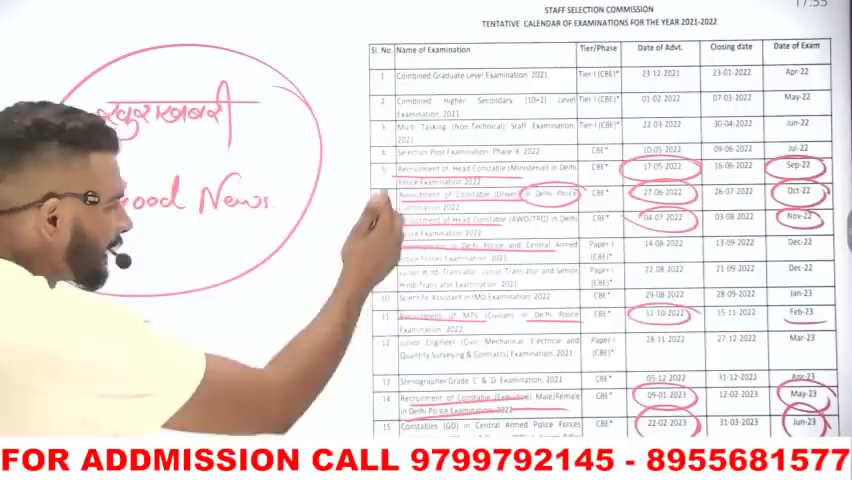 17:55
STAFF SELECTION COMMISSION
TENTATIVE CALENDAR OF EXAMINATIONS FOR THE YEAR 2021-2022
Sl. No. Name of Examination Tier/Phase Date of Advt. Closing date Date of Exam
1 Combined Graduate Level Examination, 2021 Tier-I (CBE)* 23-12-2021 23-01-2022 Apr-22
2 Combined Higher Secondary (10+2) Level Examination, 2021 Tier-I (CBE)* 01-02-2022 07-03-2022 May-22
3 Multi Tasking (Non-Technical) Staff Examination, 2021 Tier-I (CBE)* 22-03-2022 30-04-2022 Jun-22
4 Selection Post Examination, Phase-X, 2022 CBE* 10-05-2022 09-06-2022 Jul-22
5 Recruitment of Head Constable (Ministerial) in Delhi Police Examination 2022 CBE* 17-05-2022 16-06-2022 Sep-22
Recruitment of Constable (Driver) in Delhi Police Examination 2022 CBE* 27-06-2022 26-07-2022 Oct-22
Recruitment of Head Constable (AWO/TPO) in Delhi Police Examination 2022 CBE* 04-07-2022 03-08-2022 Nov-22
in Delhi Police and Central Armed Police Forces Examination, 2021 Paper I (CBE)* 14-08-2022 13-09-2022 Dec-22
Junior Hindi Translator, Junior Translator and Senior Hindi Translator Examination, 2021 Paper I (CBE)* 22-08-2022 21-09-2022 Dec-22
10 Scientific Assistant in IMD Examination, 2022 CBE* 29-08-2022 28-09-2022 Jan-23
11 Recruitment of MTS (Civilian) in Delhi Police Examination 2022 CBE* 11-10-2022 15-11-2022 Feb-23
12 Junior Engineer (Civil Mechanical Electrical and Quantity Surveying & Contracts) Examination, 2021 Paper-I (CBE)* 28-11-2022 27-12-2022 Mar-23
13 Stenographer Grade 'C' & 'D' Examination, 2021 CBE* 05-12-2022 31-12-2022 Apr-23
14 Recruitment of Constable (Executive) Male/Female in Delhi Police Examination 2022 CBE* 09-01-2023 12-02-2023 May-23
15 Constables (GD) in Central Armed Police Forces CBE* 22-02-2023 31-03-2023 Jun-23
Good News
FOR ADDMISSION CALL 9799792145 - 8955681577